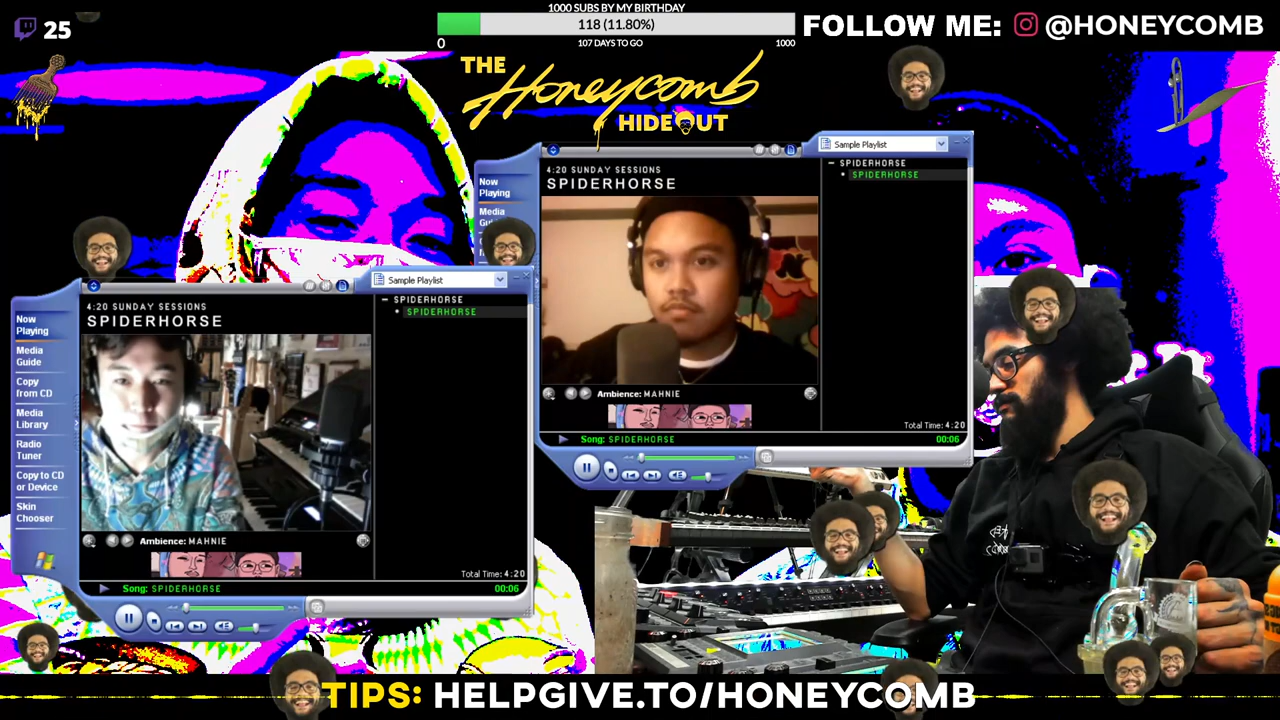 25
1000 SUBS BY MY BIRTHDAY
118 (11.80%)
0
107 DAYS TO GO
1000
FOLLOW ME: @HONEYCOMB
THE
Honeycomb
HIDEOUT
Sample Playlist
4:20 SUNDAY SESSIONS
SPIDERHORSE
SPIDERHORSE
SPIDERHORSE
Now
Playing
Media
Ambience: MAHNIE
Total Time: 4:20
Song: SPIDERHORSE
00:06
Sample Playlist
4:20 SUNDAY SESSIONS
SPIDERHORSE
SPIDERHORSE
SPIDERHORSE
Now
Playing
Media
Guide
Copy
from CD
Media
Library
Radio
Tuner
Copy to CD
or Device
Skin
Chooser
Ambience: MAHNIE
Total Time: 4:20
Song: SPIDERHORSE
00:06
TIPS: HELPGIVE.TO/HONEYCOMB